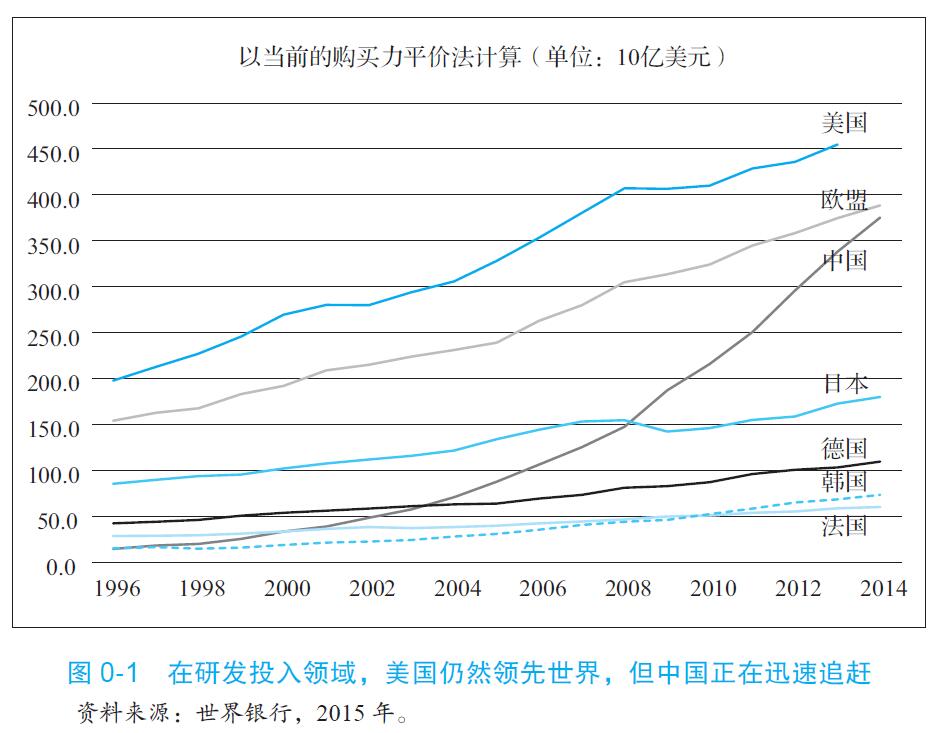 以当前的购买力平价法计算（单位：10亿美元）
500.0
450.0
400.0
350.0
300.0
250.0
200.0
150.0
100.0
50.0
0.0
美国
欧盟
中国
日本
德国
韩国
法国
1996 1998 2000 2002 2004 2006 2008 2010 2012 2014
图 0-1 在研发投入领域，美国仍然领先世界，但中国正在迅速追赶
资料来源：世界银行，2015 年。